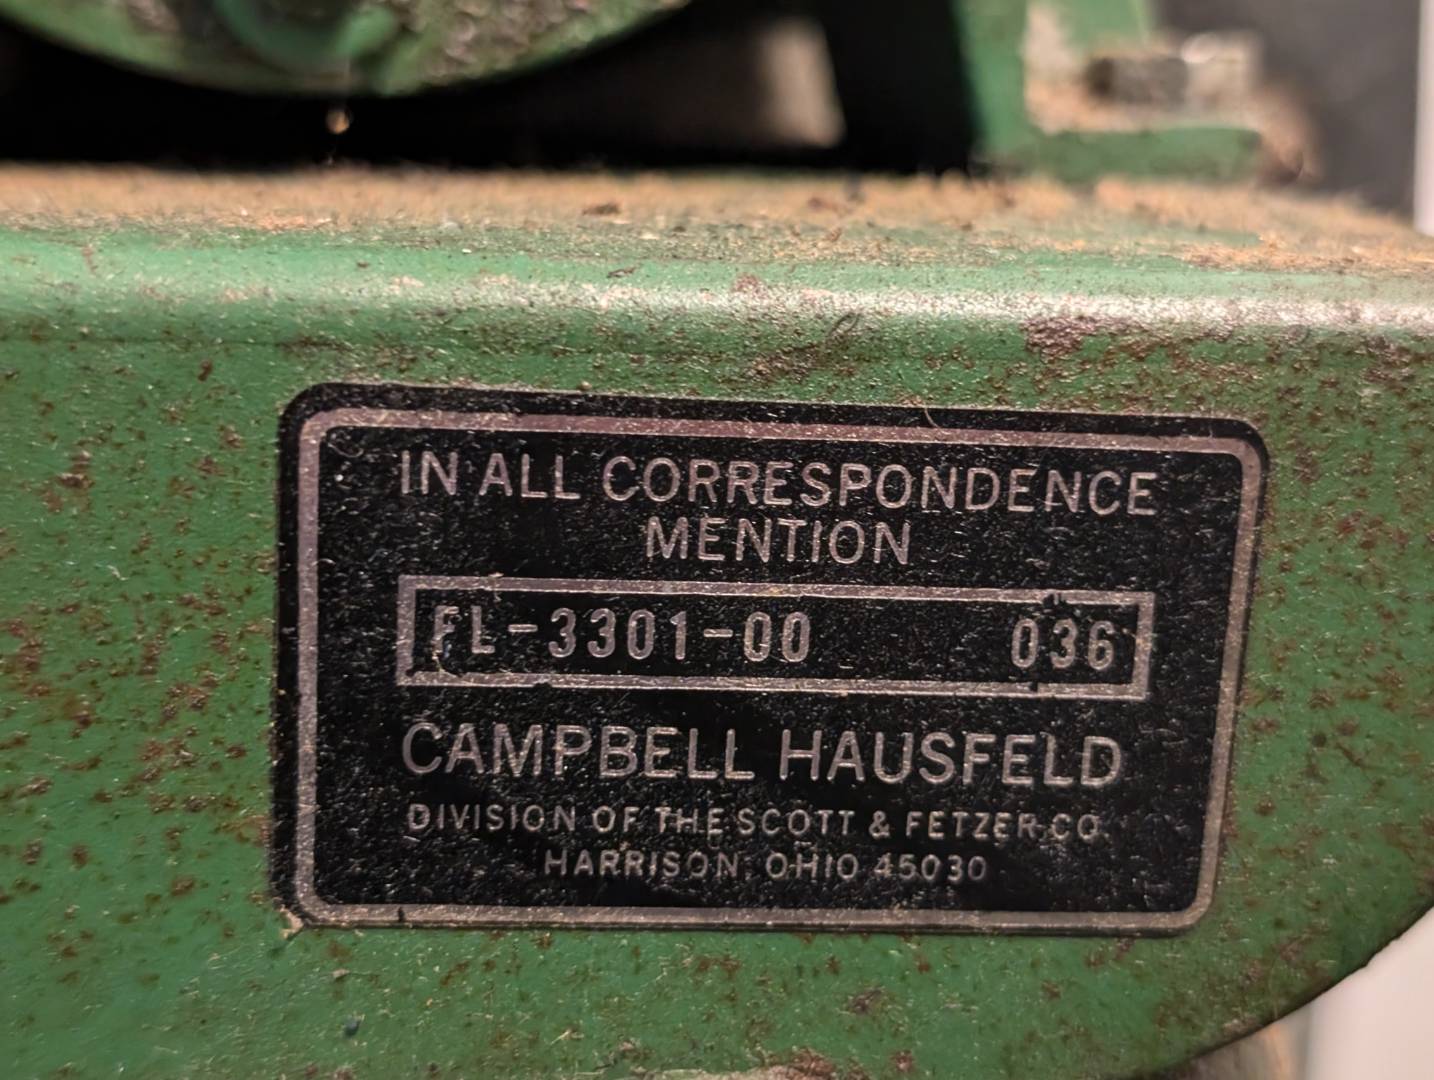 IN ALL CORRESPONDENCE
MENTION
FL-3301-00 036
CAMPBELL HAUSFELD
DIVISION OF THE SCOTT & FETZER CO.
HARRISON, OHIO 45030